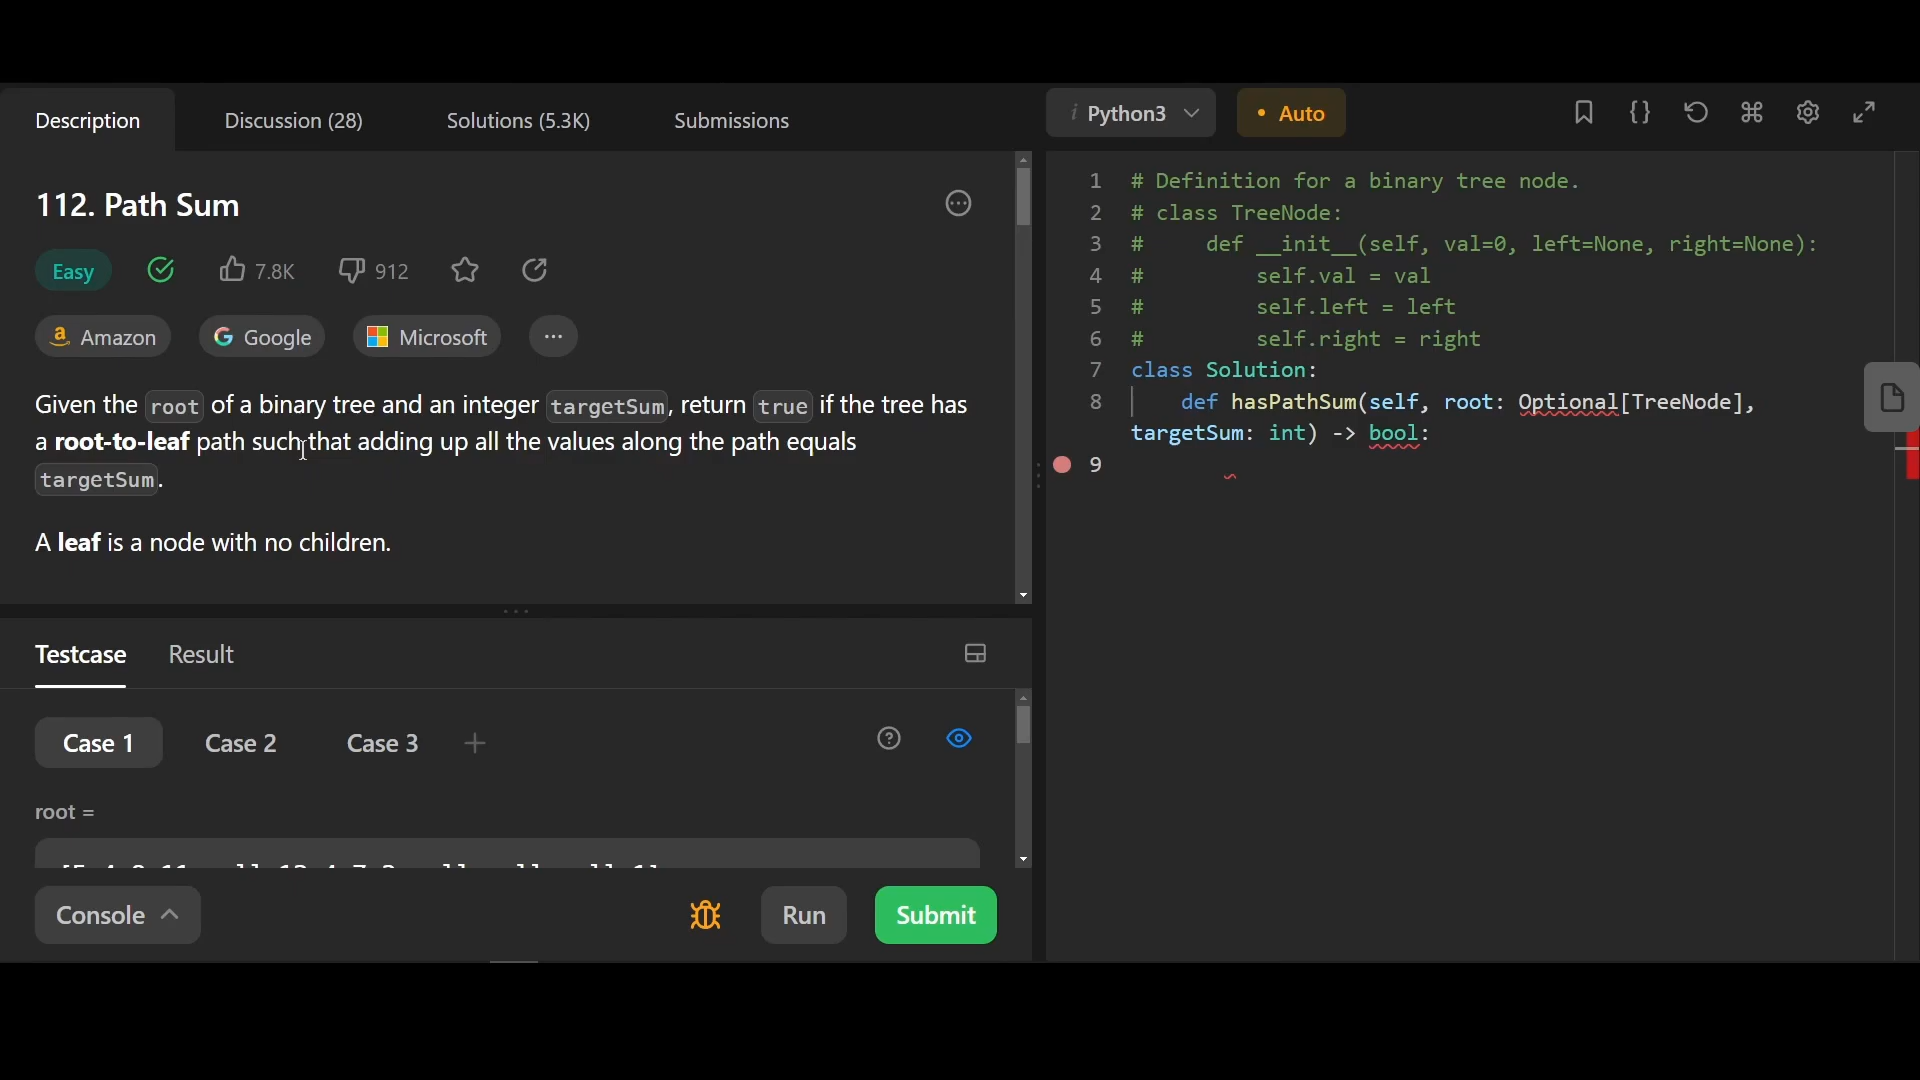 Description
Discussion (28)
Solutions (5.3K)
Submissions
112. Path Sum
Easy
7.8K
912
Amazon
Google
Microsoft
Given the root of a binary tree and an integer targetSum, return true if the tree has
a root-to-leaf path such that adding up all the values along the path equals
targetSum.
A leaf is a node with no children.
Testcase
Result
Case 1
Case 2
Case 3
root =
Console
Run
Submit
i Python3
• Auto
1 # Definition for a binary tree node.
2 # class TreeNode:
3 #     def __init__(self, val=0, left=None, right=None):
4 #         self.val = val
5 #         self.left = left
6 #         self.right = right
7 class Solution:
8     def hasPathSum(self, root: Optional[TreeNode],
targetSum: int) -> bool:
9